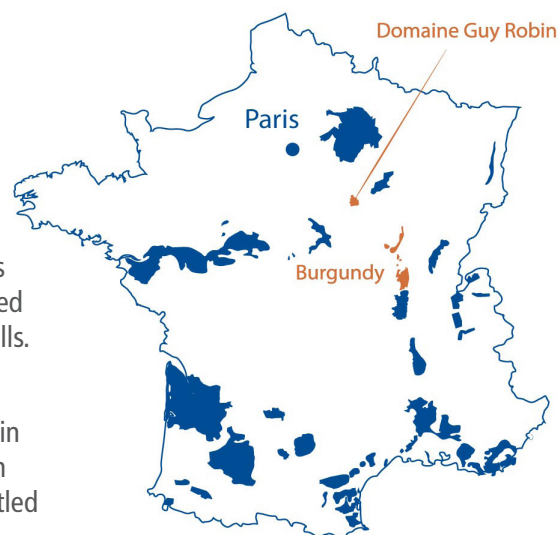 Domaine Guy Robin
Paris
Burgundy
s
ed
lls.
in
n
tled